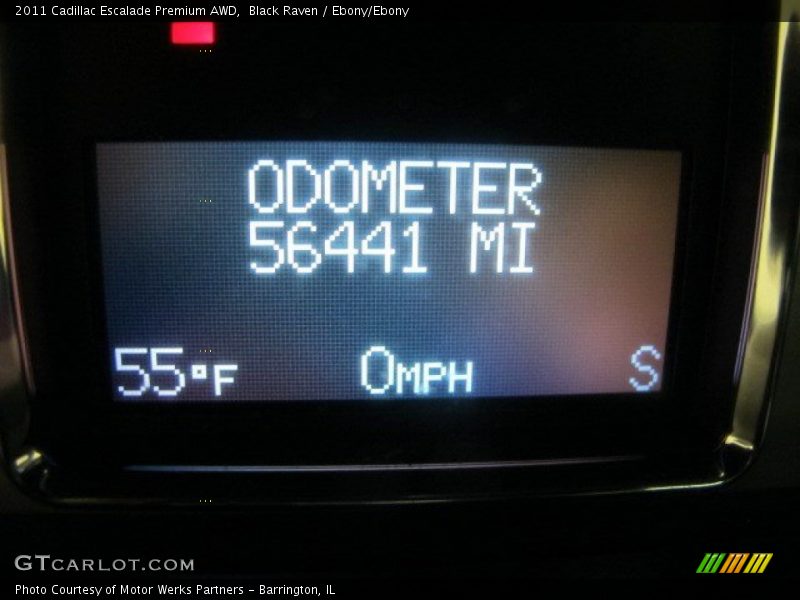 2011 Cadillac Escalade Premium AWD,  Black Raven / Ebony/Ebony
ODOMETER
56441 MI
55°F 0MPH S
GTCARLOT.COM
Photo Courtesy of Motor Werks Partners - Barrington, IL